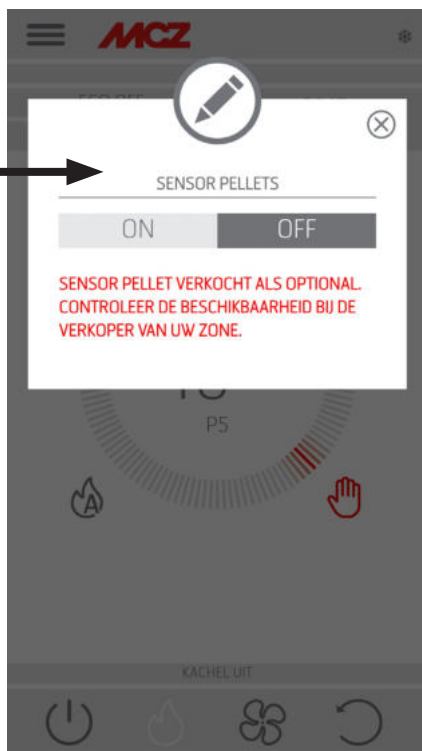 MCZ
SENSOR PELLETS
ON OFF
SENSOR PELLET VERKOCHT ALS OPTIONAL.
CONTROLEER DE BESCHIKBAARHEID BIJ DE
VERKOPER VAN UW ZONE.
P5
A
KACHEL UIT